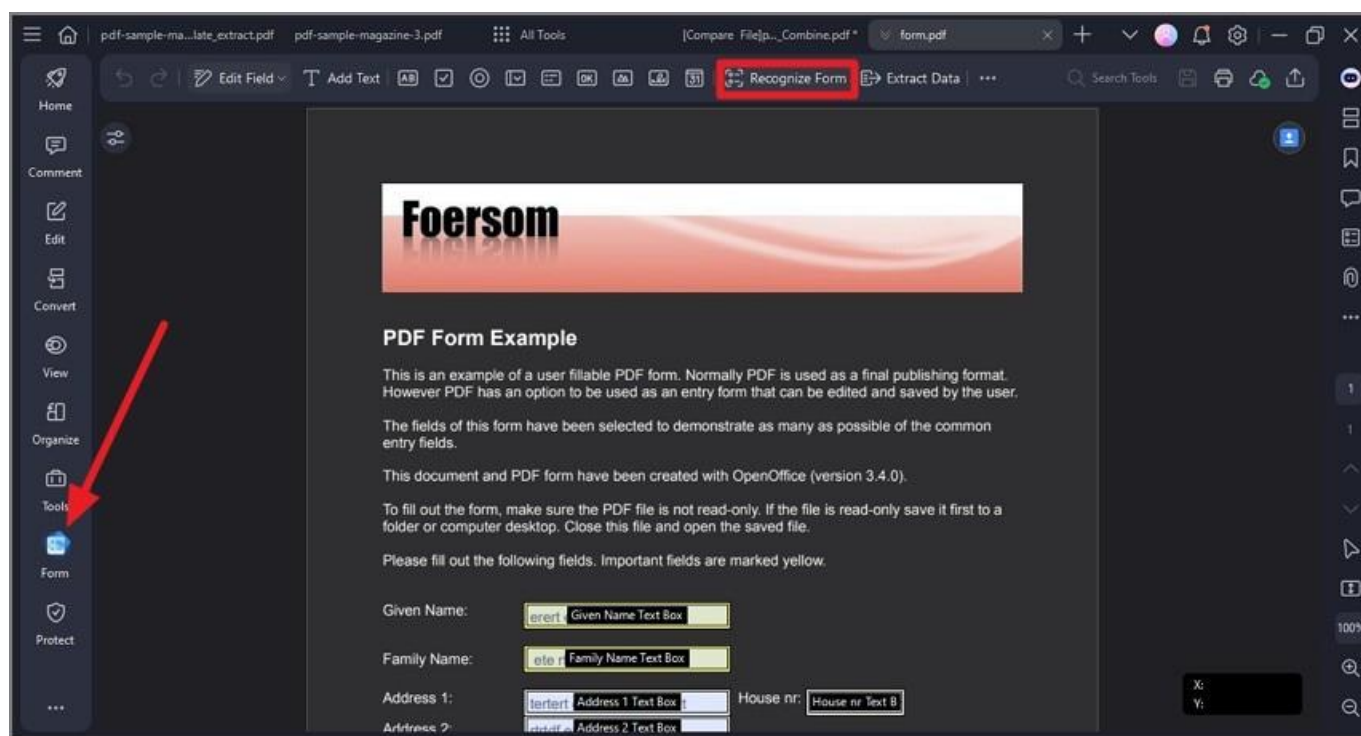 pdf-sample-ma...late_extract.pdf pdf-sample-magazine-3.pdf All Tools [Compare File]p..._Combine.pdf * form.pdf
Edit Field Add Text OK 31 Recognize Form Extract Data Search Tools
Home
Comment
Edit
Convert
View
Organize
Tools
Form
Protect
Foersom
PDF Form Example
This is an example of a user fillable PDF form. Normally PDF is used as a final publishing format.
However PDF has an option to be used as an entry form that can be edited and saved by the user.
The fields of this form have been selected to demonstrate as many as possible of the common
entry fields.
This document and PDF form have been created with OpenOffice (version 3.4.0).
To fill out the form, make sure the PDF file is not read-only. If the file is read-only save it first to a
folder or computer desktop. Close this file and open the saved file.
Please fill out the following fields. Important fields are marked yellow.
Given Name: erert Given Name Text Box
Family Name: ete Family Name Text Box
Address 1: tertert Address 1 Text Box House nr: House nr Text B
Address 2: Address 2 Text Box
1
1
100%
X:
Y: